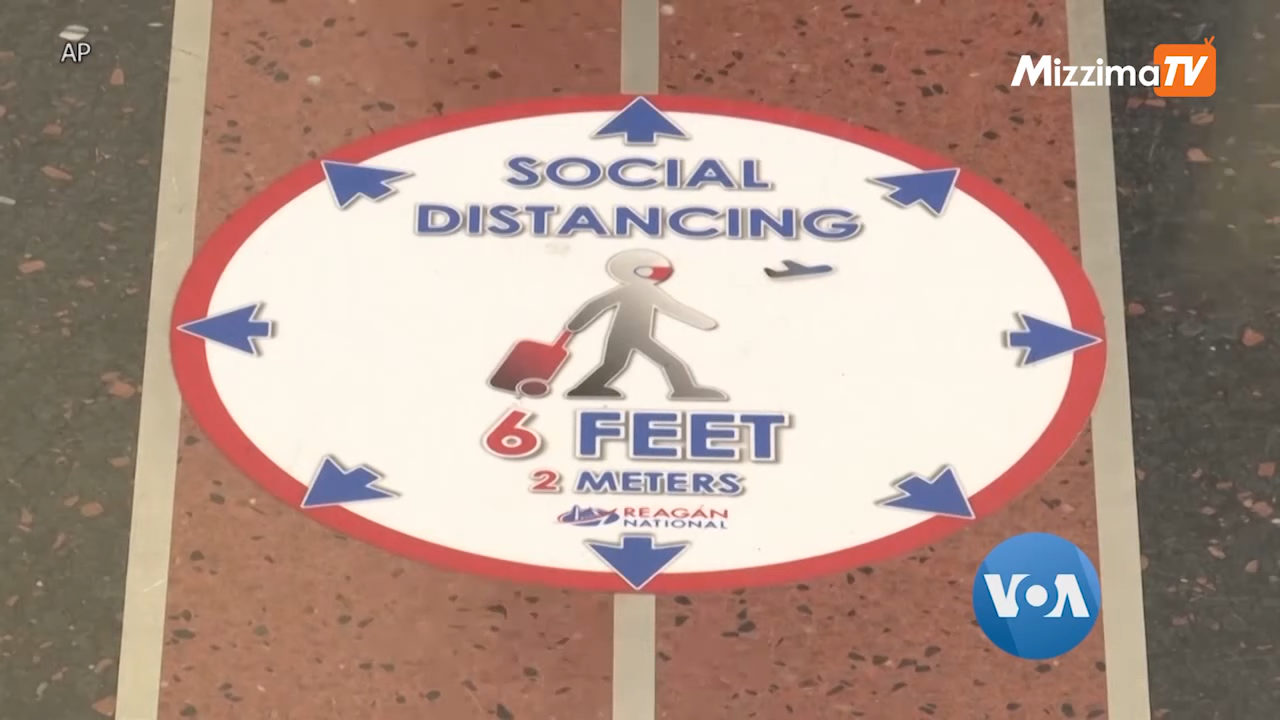 AP
MizzimaTV
SOCIAL
DISTANCING
6 FEET
2 METERS
REAGAN
NATIONAL
VOA